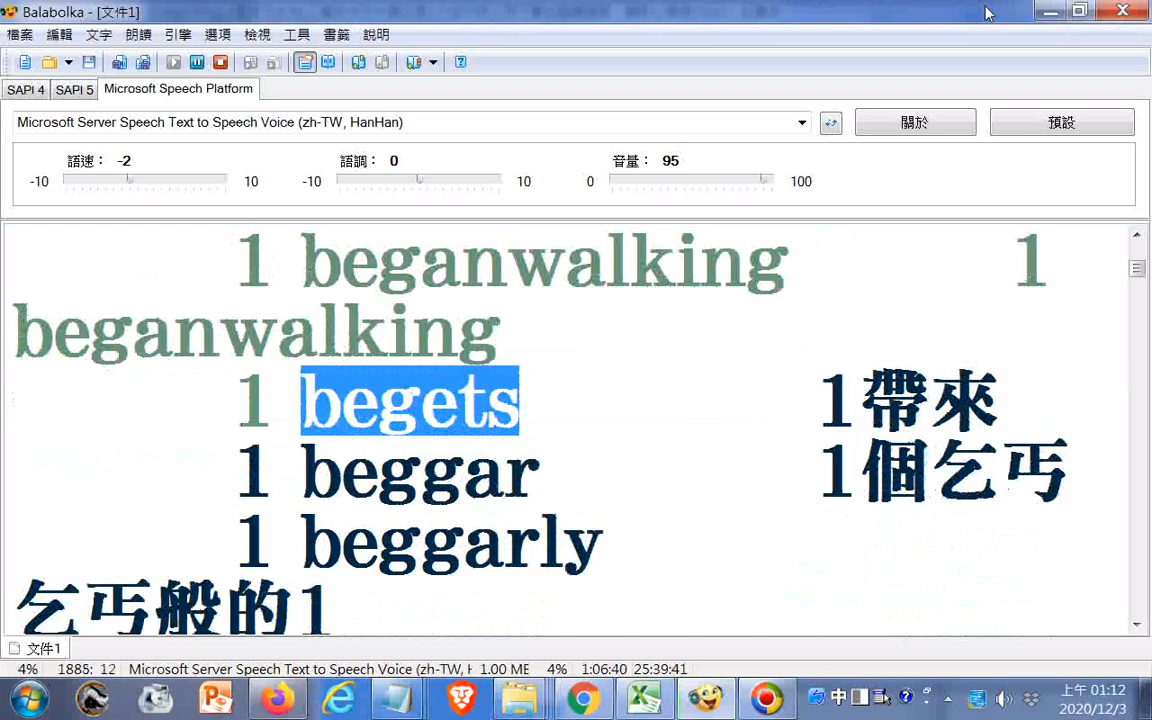 Balabolka - [文件1]
檔案 編輯 文字 朗讀 引擎 選項 檢視 工具 書籤 說明
SAPI 4 SAPI 5 Microsoft Speech Platform
Microsoft Server Speech Text to Speech Voice (zh-TW, HanHan) 關於 預設
語速： -2 語調： 0 音量： 95
-10 10 -10 10 0 100
1 beganwalking 1
beganwalking
1 begets 1帶來
1 beggar 1個乞丐
1 beggarly
乞丐般的1
文件1
4% 1885: 12 Microsoft Server Speech Text to Speech Voice (zh-TW, H 1.00 ME 4% 1:06:40 25:39:41
中 上午 01:12
2020/12/3